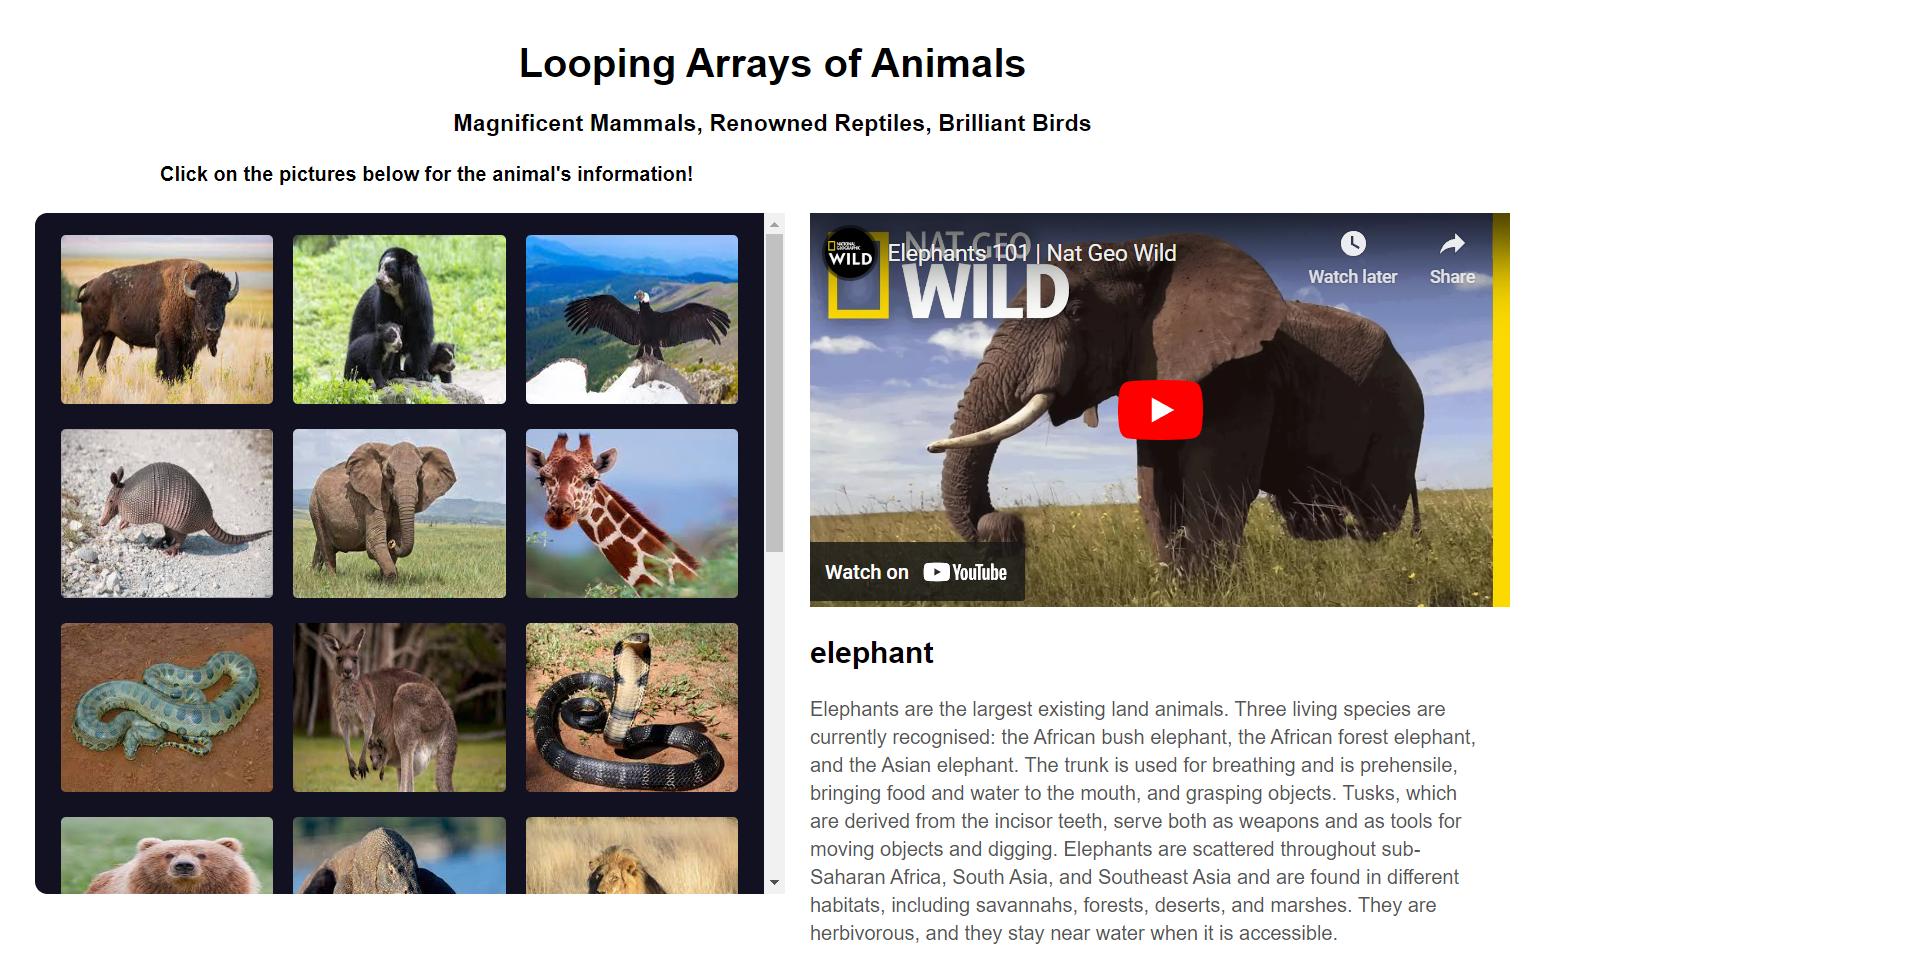 Looping Arrays of Animals
Magnificent Mammals, Renowned Reptiles, Brilliant Birds
Click on the pictures below for the animal's information!
NATIONAL GEOGRAPHIC
WILD
Elephants 101 | Nat Geo Wild
NAT GEO
WILD
Watch later
Share
Watch on YouTube
elephant
Elephants are the largest existing land animals. Three living species are
currently recognised: the African bush elephant, the African forest elephant,
and the Asian elephant. The trunk is used for breathing and is prehensile,
bringing food and water to the mouth, and grasping objects. Tusks, which
are derived from the incisor teeth, serve both as weapons and as tools for
moving objects and digging. Elephants are scattered throughout sub-
Saharan Africa, South Asia, and Southeast Asia and are found in different
habitats, including savannahs, forests, deserts, and marshes. They are
herbivorous, and they stay near water when it is accessible.